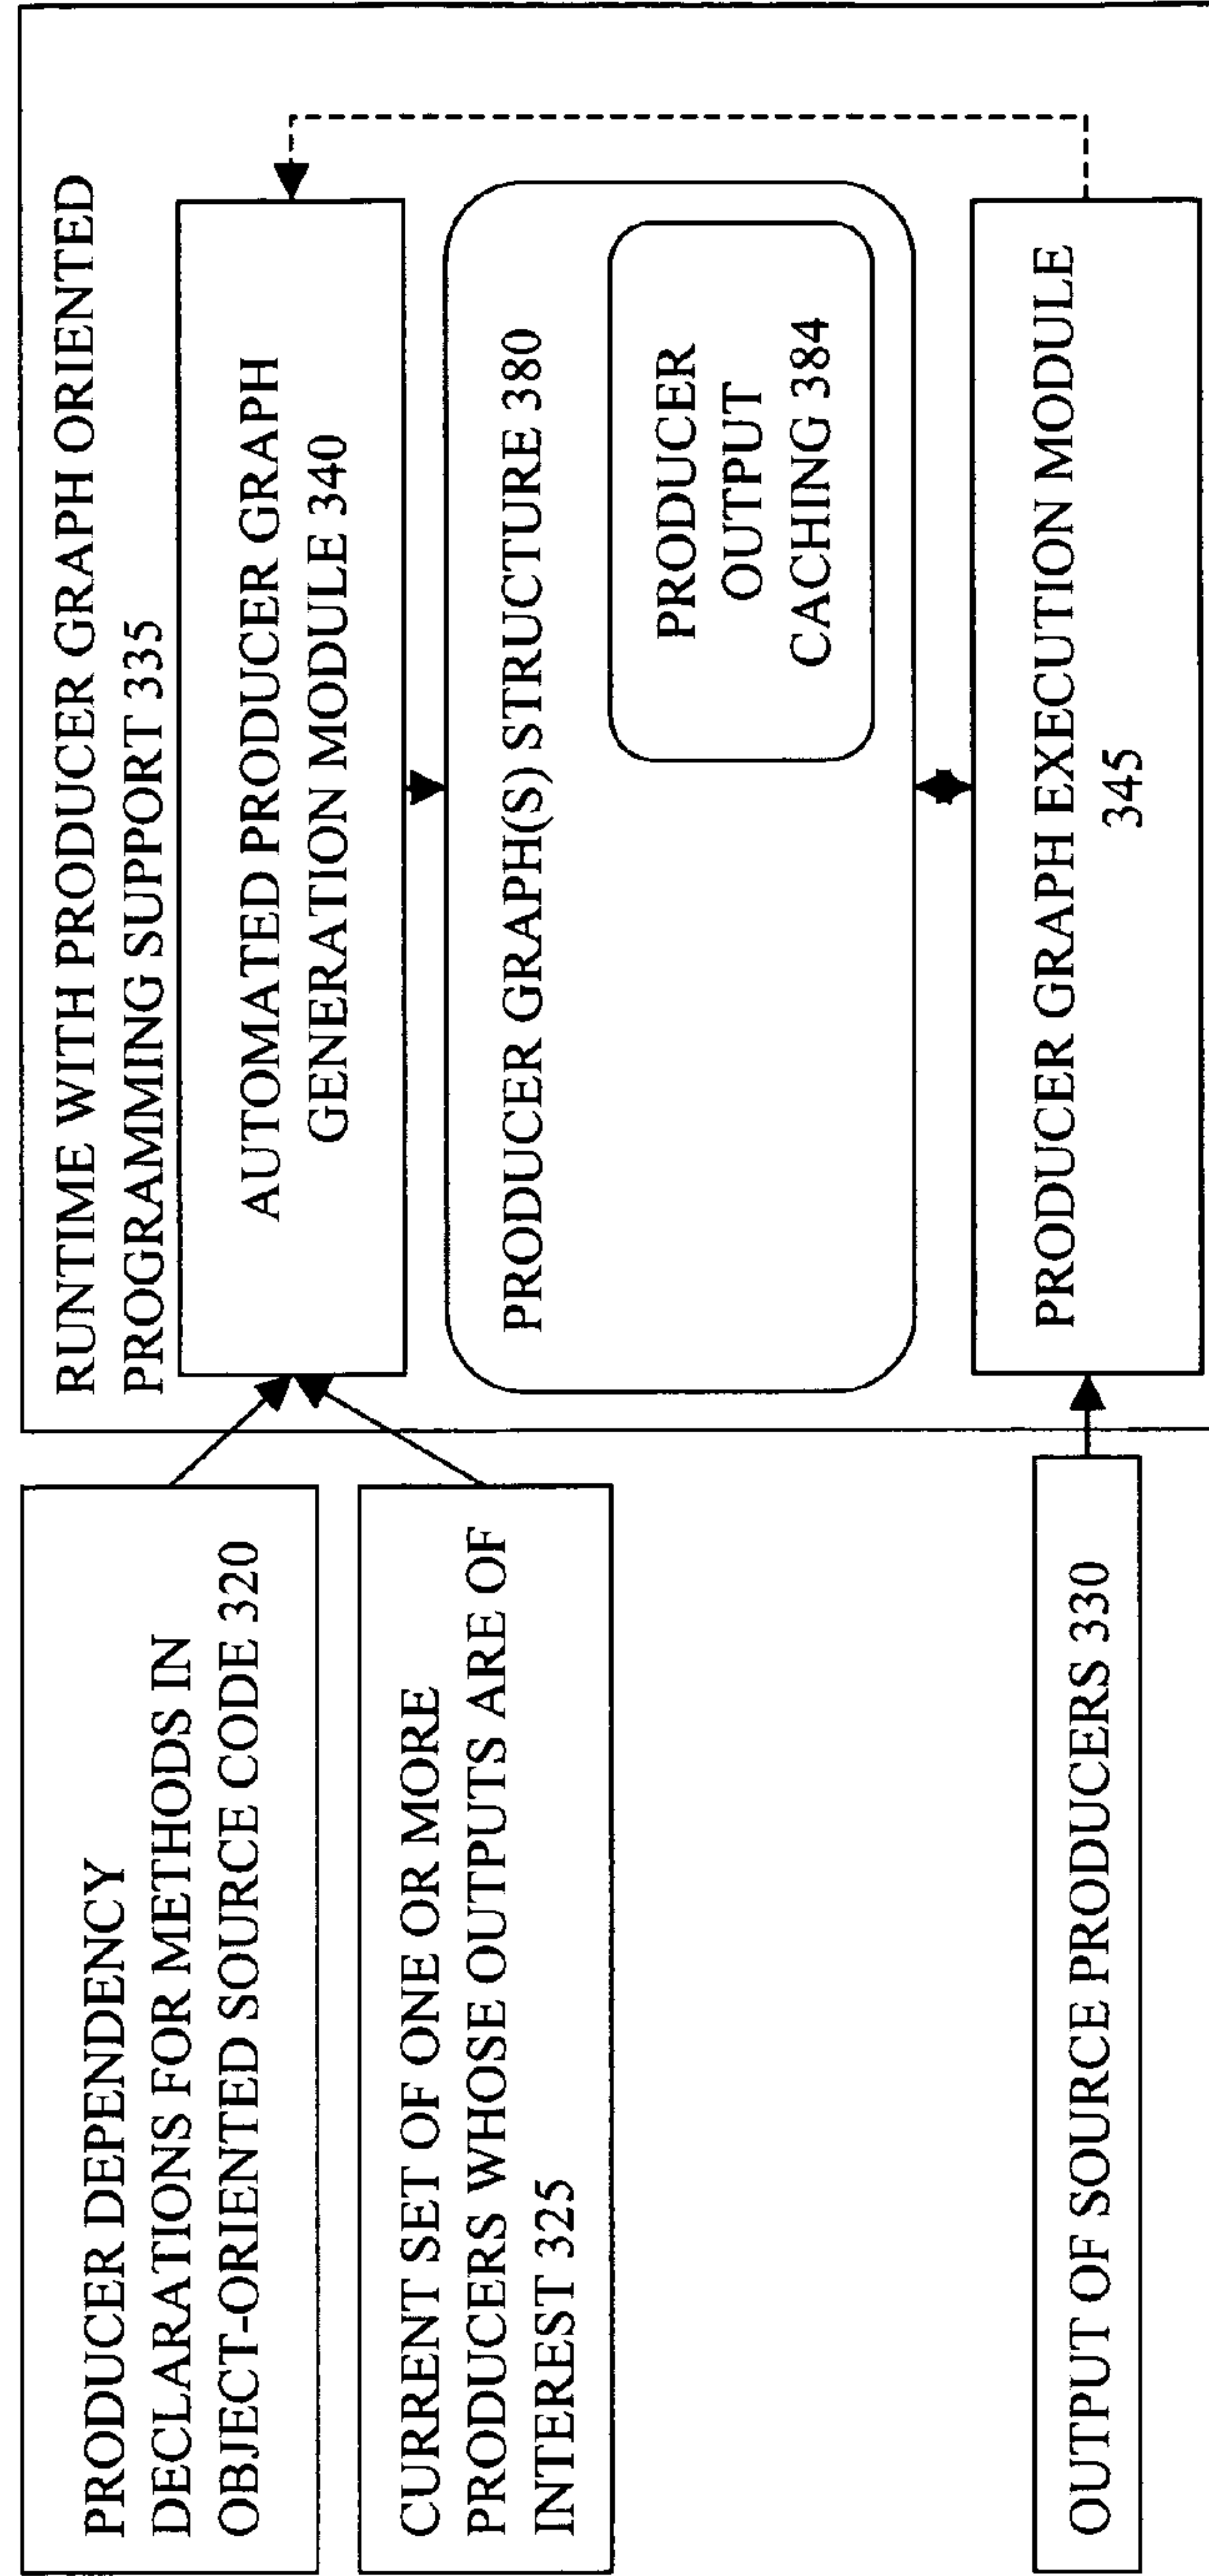 PRODUCER DEPENDENCY
DECLARATIONS FOR METHODS IN
OBJECT-ORIENTED SOURCE CODE 320
CURRENT SET OF ONE OR MORE
PRODUCERS WHOSE OUTPUTS ARE OF
INTEREST 325
OUTPUT OF SOURCE PRODUCERS 330
RUNTIME WITH PRODUCER GRAPH ORIENTED
PROGRAMMING SUPPORT 335
AUTOMATED PRODUCER GRAPH
GENERATION MODULE 340
PRODUCER GRAPH(S) STRUCTURE 380
PRODUCER
OUTPUT
CACHING 384
PRODUCER GRAPH EXECUTION MODULE
345